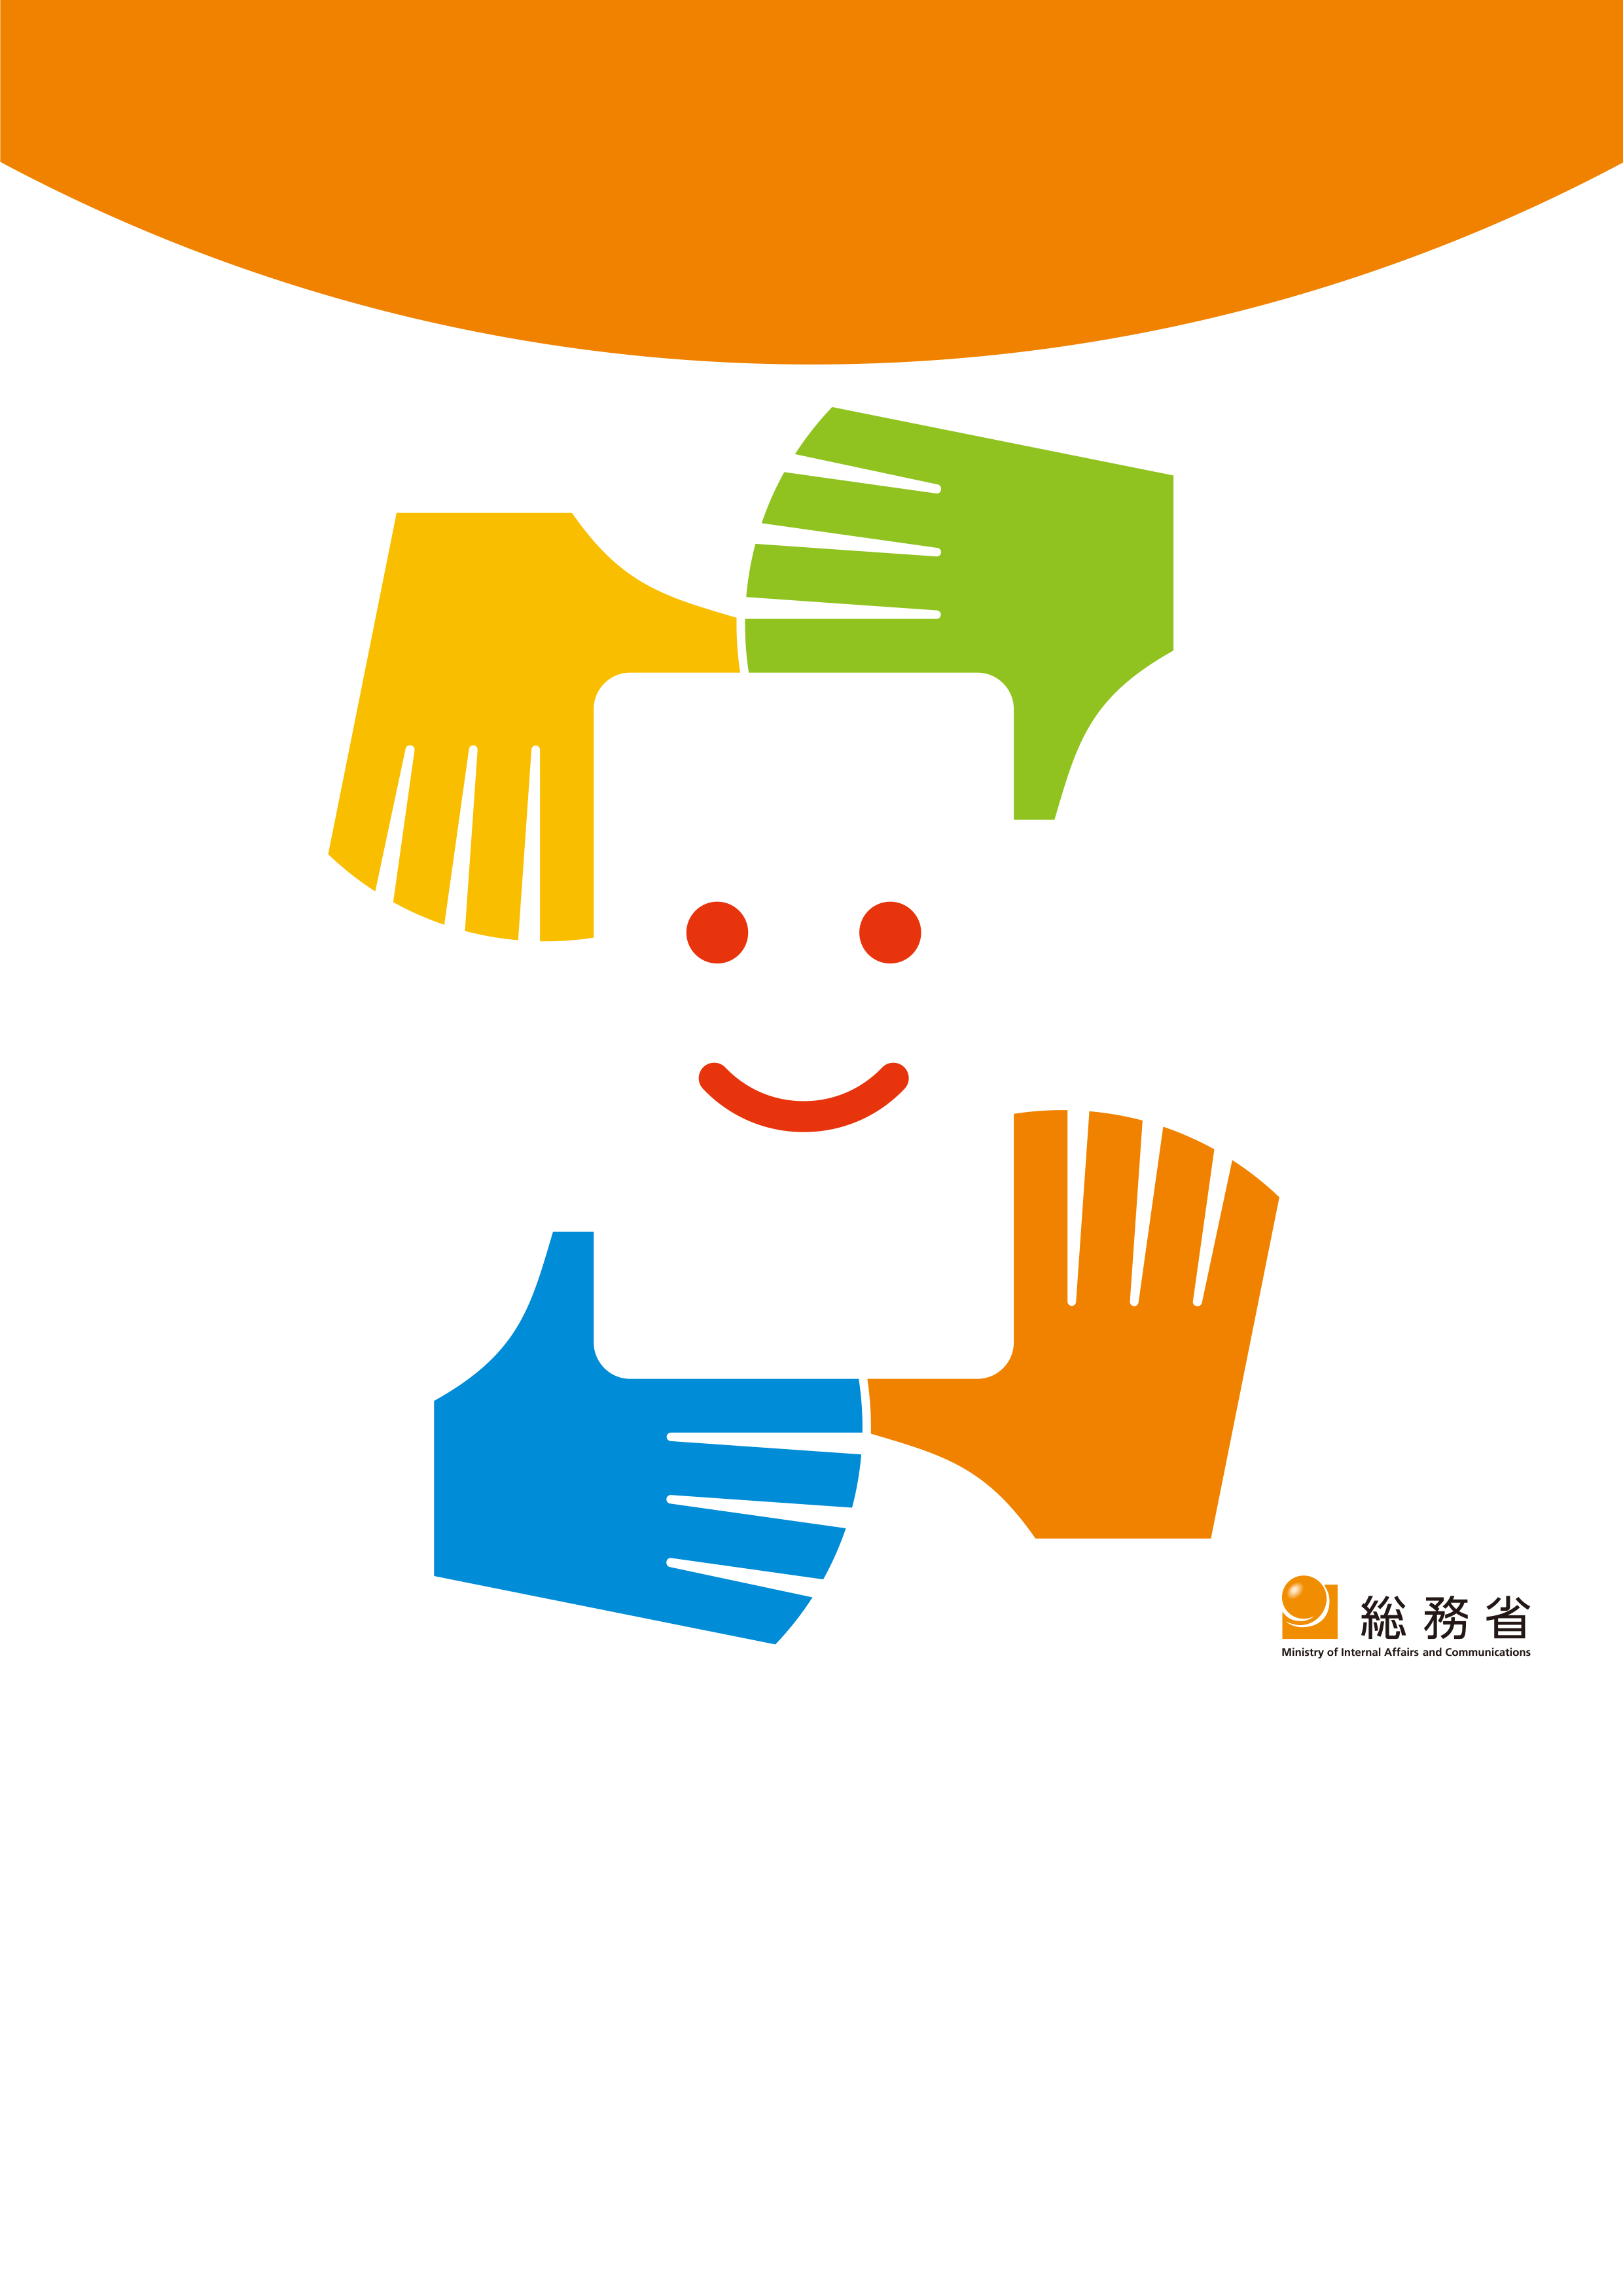 総務省
Ministry of Internal Affairs and Communications